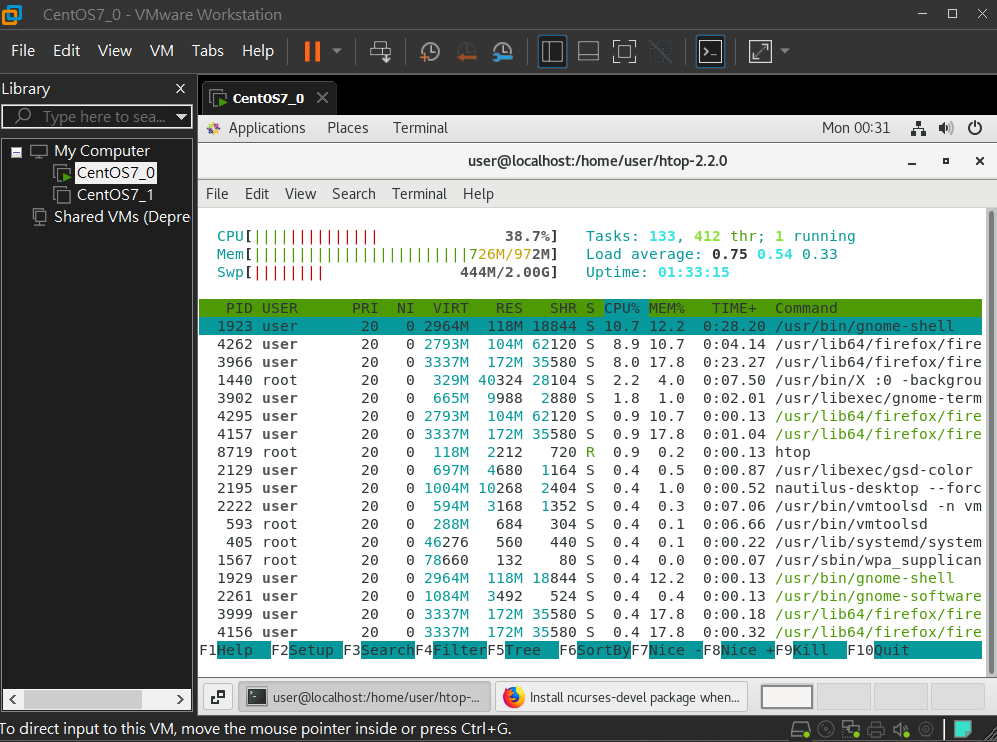 CentOS7_0 - VMware Workstation
File Edit View VM Tabs Help
Library
Type here to sea...
My Computer
CentOS7_0
CentOS7_1
Shared VMs (Depre
CentOS7_0
Applications Places Terminal Mon 00:31
user@localhost:/home/user/htop-2.2.0
File Edit View Search Terminal Help
CPU[||||||||||||||| 38.7%] Tasks: 133, 412 thr; 1 running
Mem[||||||||||||||||||||||||726M/972M] Load average: 0.75 0.54 0.33
Swp[|||||||| 444M/2.00G] Uptime: 01:33:15
PID USER PRI NI VIRT RES SHR S CPU% MEM% TIME+ Command
1923 user 20 0 2964M 118M 18844 S 10.7 12.2 0:28.20 /usr/bin/gnome-shell
4262 user 20 0 2793M 104M 62120 S 8.9 10.7 0:04.14 /usr/lib64/firefox/fire
3966 user 20 0 3337M 172M 35580 S 8.0 17.8 0:23.27 /usr/lib64/firefox/fire
1440 root 20 0 329M 40324 28104 S 2.2 4.0 0:07.50 /usr/bin/X :0 -backgrou
3902 user 20 0 665M 9988 2880 S 1.8 1.0 0:02.01 /usr/libexec/gnome-term
4295 user 20 0 2793M 104M 62120 S 0.9 10.7 0:00.13 /usr/lib64/firefox/fire
4157 user 20 0 3337M 172M 35580 S 0.9 17.8 0:01.04 /usr/lib64/firefox/fire
8719 root 20 0 118M 2212 720 R 0.9 0.2 0:00.13 htop
2129 user 20 0 697M 4680 1164 S 0.4 0.5 0:00.87 /usr/libexec/gsd-color
2195 user 20 0 1004M 10268 2404 S 0.4 1.0 0:00.52 nautilus-desktop --forc
2222 user 20 0 594M 3168 1352 S 0.4 0.3 0:07.06 /usr/bin/vmtoolsd -n vm
593 root 20 0 288M 684 304 S 0.4 0.1 0:06.66 /usr/bin/vmtoolsd
405 root 20 0 46276 560 440 S 0.4 0.1 0:00.22 /usr/lib/systemd/system
1567 root 20 0 78660 132 80 S 0.4 0.0 0:00.07 /usr/sbin/wpa_supplican
1929 user 20 0 2964M 118M 18844 S 0.4 12.2 0:00.13 /usr/bin/gnome-shell
2261 user 20 0 1084M 3492 524 S 0.4 0.4 0:00.13 /usr/bin/gnome-software
3999 user 20 0 3337M 172M 35580 S 0.4 17.8 0:00.18 /usr/lib64/firefox/fire
4156 user 20 0 3337M 172M 35580 S 0.4 17.8 0:00.32 /usr/lib64/firefox/fire
F1Help F2Setup F3SearchF4FilterF5Tree F6SortByF7Nice -F8Nice +F9Kill F10Quit
user@localhost:/home/user/htop-... Install ncurses-devel package when...
To direct input to this VM, move the mouse pointer inside or press Ctrl+G.